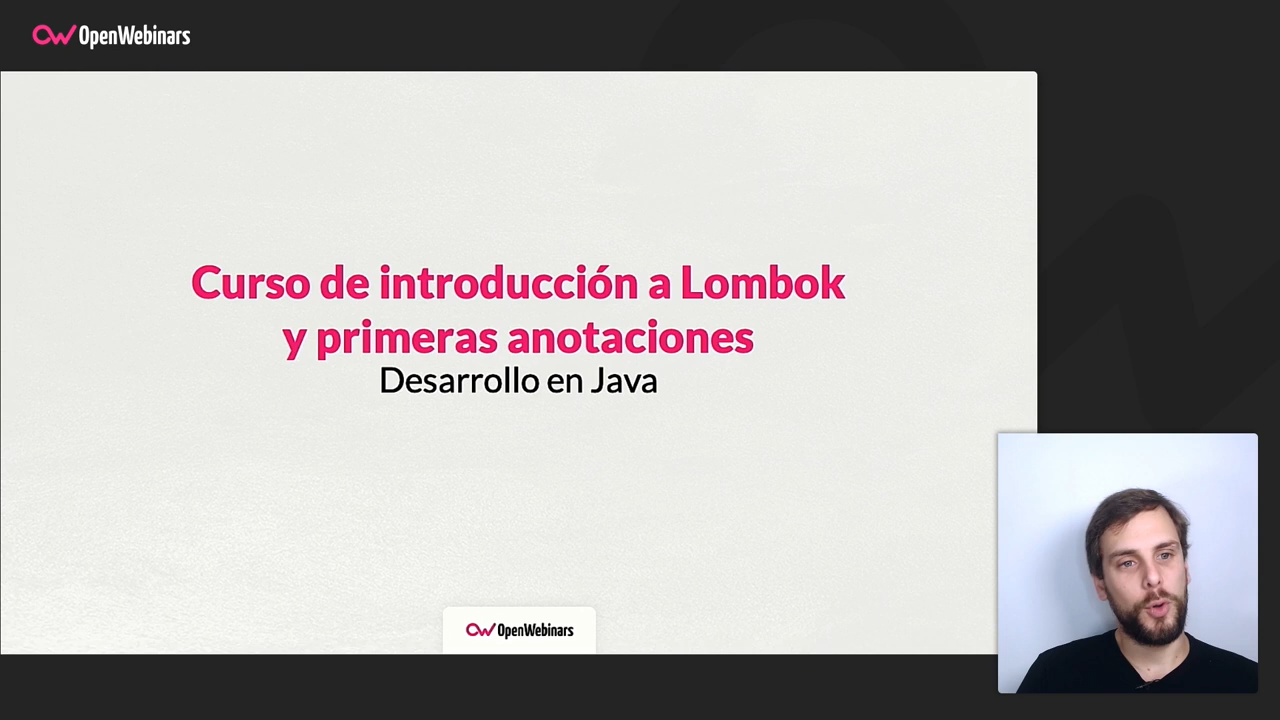 OpenWebinars
Curso de introducción a Lombok
y primeras anotaciones
Desarrollo en Java
OpenWebinars